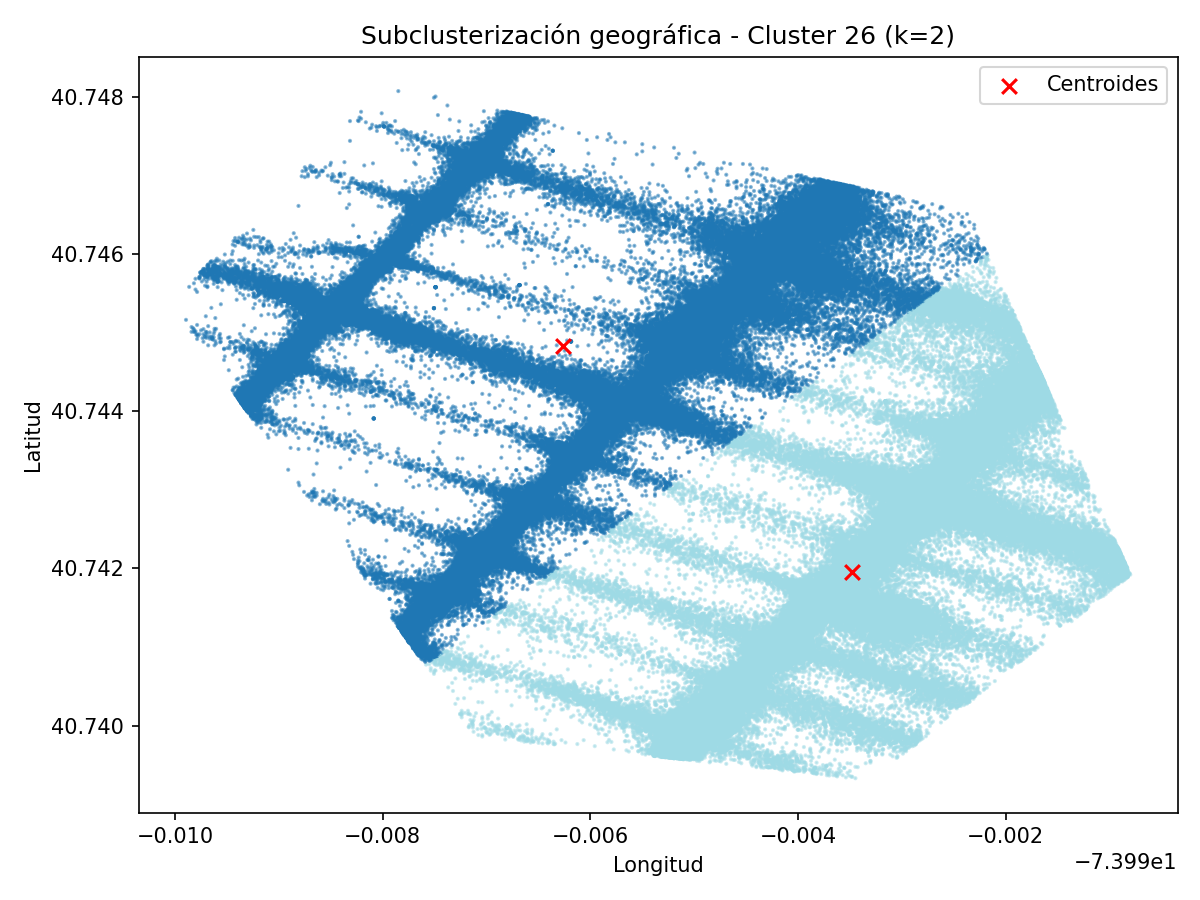 Subclusterización geográfica - Cluster 26 (k=2)
Centroides
40.748
40.746
40.744
40.742
40.740
Latitud
−0.010
−0.008
−0.006
−0.004
−0.002
Longitud
−7.399e1